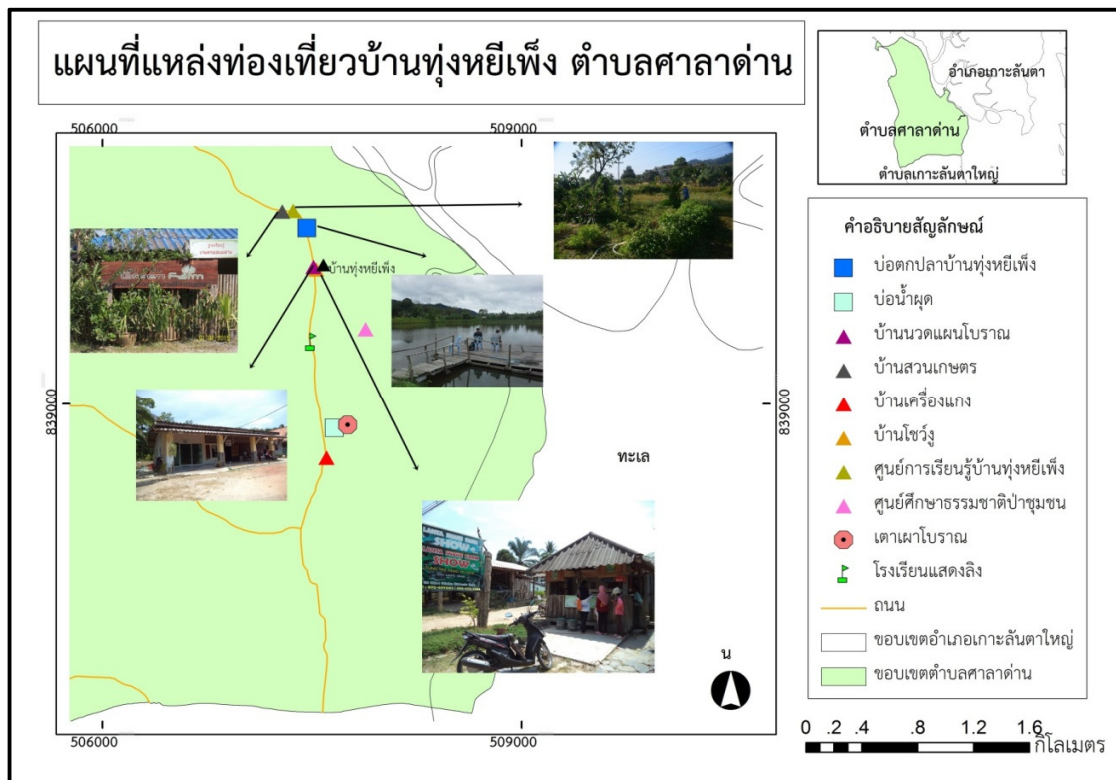 แผนที่แหล่งท่องเที่ยวบ้านทุ่งหยีเพ็ง ตำบลศาลาด่าน
อำเภอเกาะลันตา
ตำบลศาลาด่าน
ตำบลเกาะลันตาใหญ่
506000
509000
839000
839000
บ้านทุ่งหยีเพ็ง
Farm
ทะเล
SHOW
SHOW
น
506000
509000
คำอธิบายสัญลักษณ์
บ่อตกปลาบ้านทุ่งหยีเพ็ง
บ่อน้ำผุด
บ้านนวดแผนโบราณ
บ้านสวนเกษตร
บ้านเครื่องแกง
บ้านโชว์งู
ศูนย์การเรียนรู้บ้านทุ่งหยีเพ็ง
ศูนย์ศึกษาธรรมชาติป่าชุมชน
เตาเผาโบราณ
โรงเรียนแสดงลิง
ถนน
ขอบเขตอำเภอเกาะลันตาใหญ่
ขอบเขตตำบลศาลาด่าน
0 .2 .4 .8 1.2 1.6
กิโลเมตร